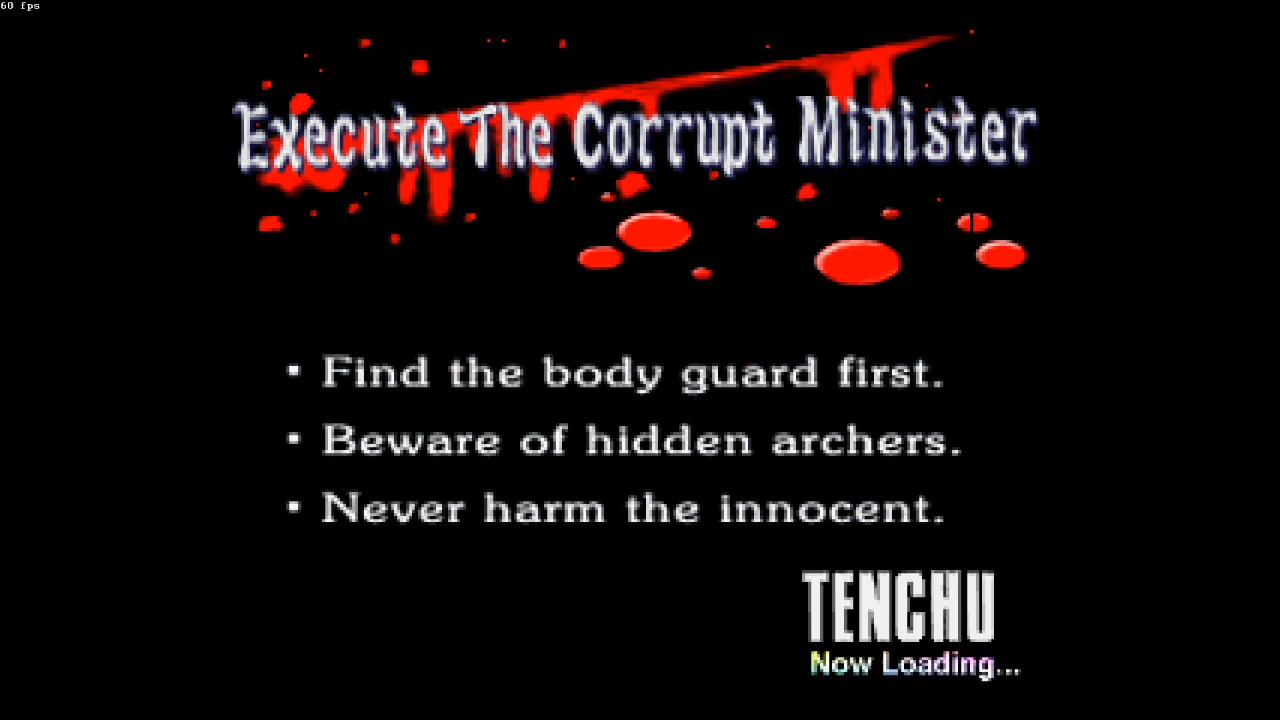 60 fps
Execute The Corrupt Minister
▪ Find the body guard first.
▪ Beware of hidden archers.
▪ Never harm the innocent.
TENCHU
Now Loading...